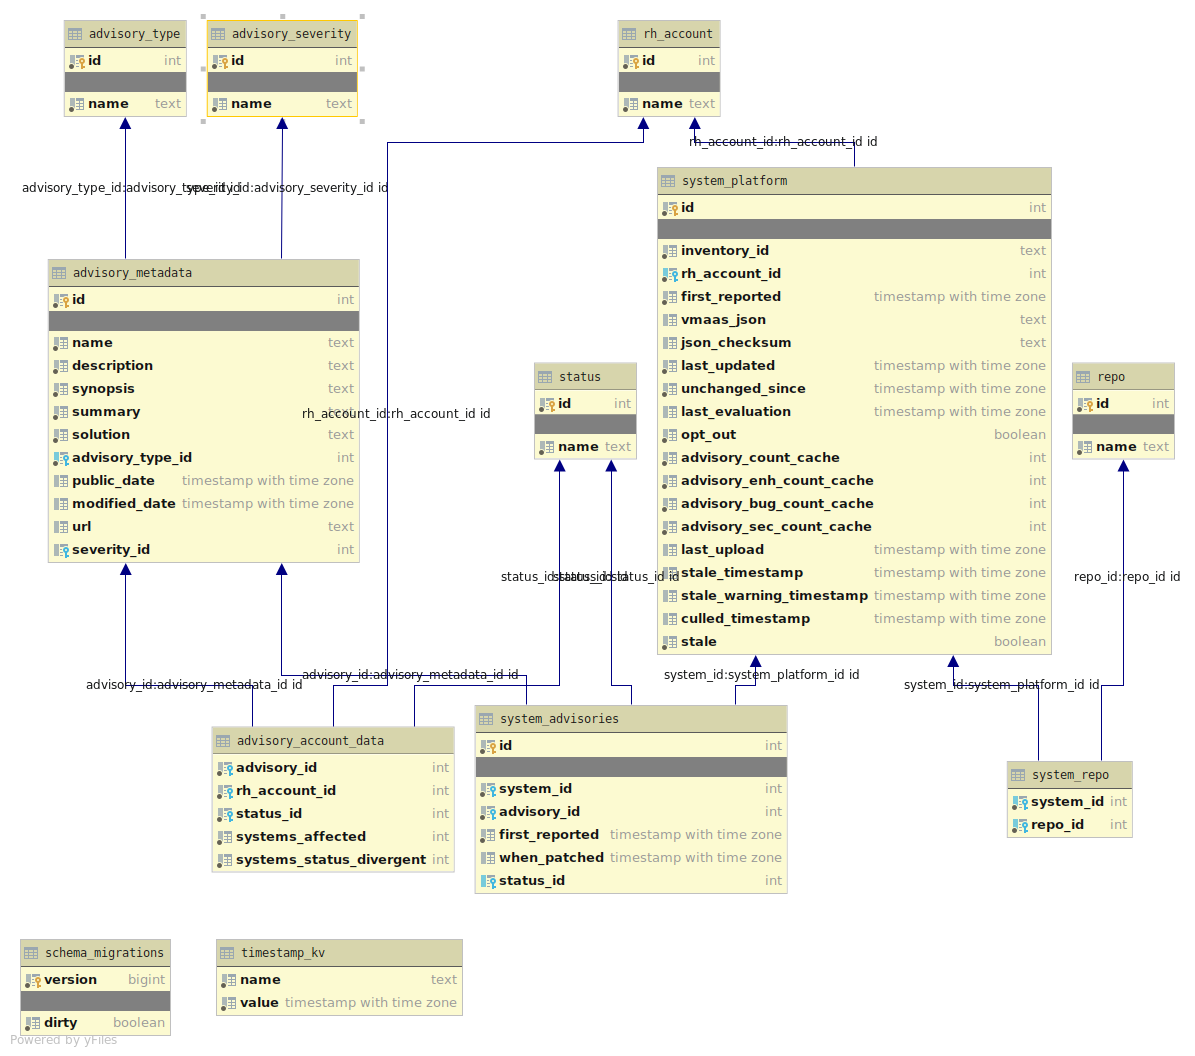 advisory_type
id int
name text
advisory_severity
id int
name text
rh_account
id int
name text
rh_account_id:rh_account_id id
advisory_type_id:advisory_type_id id
severity_id:advisory_severity_id id
system_platform
id int
inventory_id text
rh_account_id int
first_reported timestamp with time zone
vmaas_json text
json_checksum text
last_updated timestamp with time zone
unchanged_since timestamp with time zone
last_evaluation timestamp with time zone
opt_out boolean
advisory_count_cache int
advisory_enh_count_cache int
advisory_bug_count_cache int
advisory_sec_count_cache int
last_upload timestamp with time zone
stale_timestamp timestamp with time zone
stale_warning_timestamp timestamp with time zone
culled_timestamp timestamp with time zone
stale boolean
advisory_metadata
id int
name text
description text
synopsis text
summary text
solution text
advisory_type_id int
public_date timestamp with time zone
modified_date timestamp with time zone
url text
severity_id int
rh_account_id:rh_account_id id
status
id int
name text
repo
id int
name text
status_id:status_id id
status_id:status_id id
repo_id:repo_id id
advisory_id:advisory_metadata_id id
advisory_id:advisory_metadata_id id
system_id:system_platform_id id
system_id:system_platform_id id
advisory_account_data
advisory_id int
rh_account_id int
status_id int
systems_affected int
systems_status_divergent int
system_advisories
id int
system_id int
advisory_id int
first_reported timestamp with time zone
when_patched timestamp with time zone
status_id int
system_repo
system_id int
repo_id int
schema_migrations
version bigint
dirty boolean
timestamp_kv
name text
value timestamp with time zone
Powered by yFiles